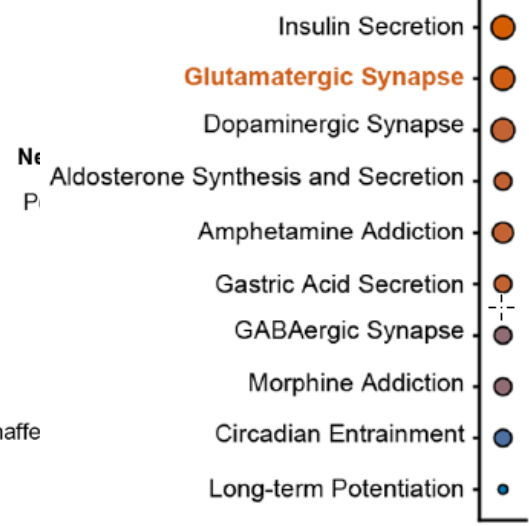 Insulin Secretion
Glutamatergic Synapse
Dopaminergic Synapse
Aldosterone Synthesis and Secretion
Amphetamine Addiction
Gastric Acid Secretion
GABAergic Synapse
Morphine Addiction
Circadian Entrainment
Long-term Potentiation